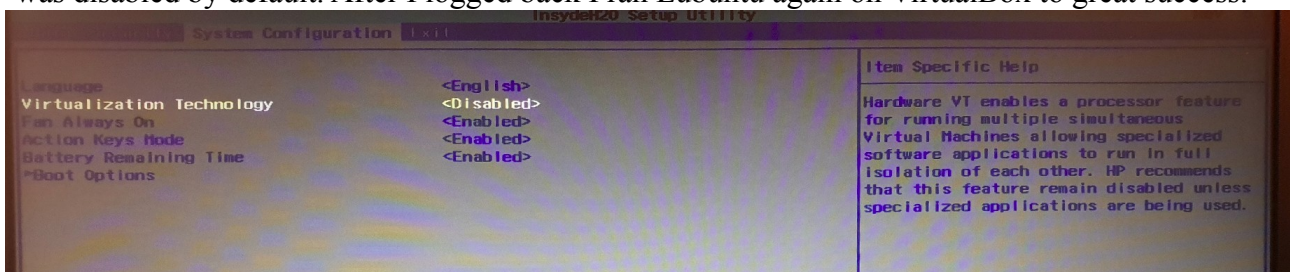 was disabled by default. After I logged back I ran Lubuntu again on VirtualBox to great success.
InsydeH20 Setup Utility
System Configuration Exit
Item Specific Help
Language <English>
Virtualization Technology <Disabled>
Fan Always On <Enabled>
Action Keys Mode <Enabled>
Battery Remaining Time <Enabled>
Boot Options
Hardware VT enables a processor feature
for running multiple simultaneous
Virtual Machines allowing specialized
software applications to run in full
isolation of each other. HP recommends
that this feature remain disabled unless
specialized applications are being used.